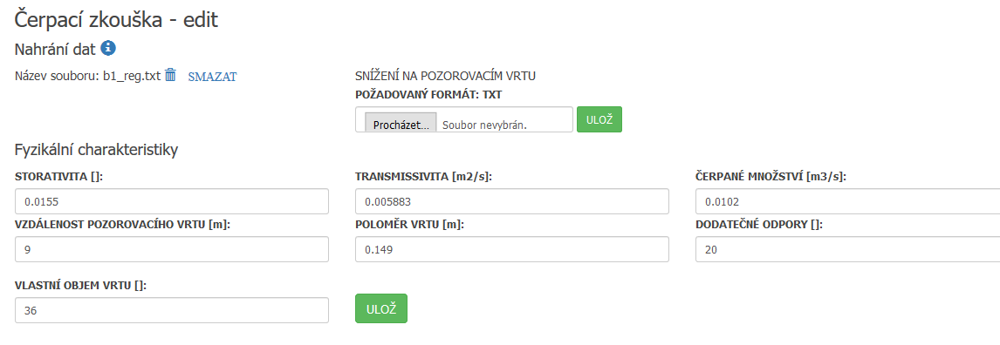 Čerpací zkouška - edit
Nahrání dat
Název souboru: b1_reg.txt SMAZAT
SNÍŽENÍ NA POZOROVACÍM VRTU
POŽADOVANÝ FORMÁT: TXT
Procházet... Soubor nevybrán. ULOŽ
Fyzikální charakteristiky
STORATIVITA []: TRANSMISSIVITA [m2/s]: ČERPANÉ MNOŽSTVÍ [m3/s]:
0.0155 0.005883 0.0102
VZDÁLENOST POZOROVACÍHO VRTU [m]: POLOMĚR VRTU [m]: DODATEČNÉ ODPORY []:
9 0.149 20
VLASTNÍ OBJEM VRTU []:
36 ULOŽ